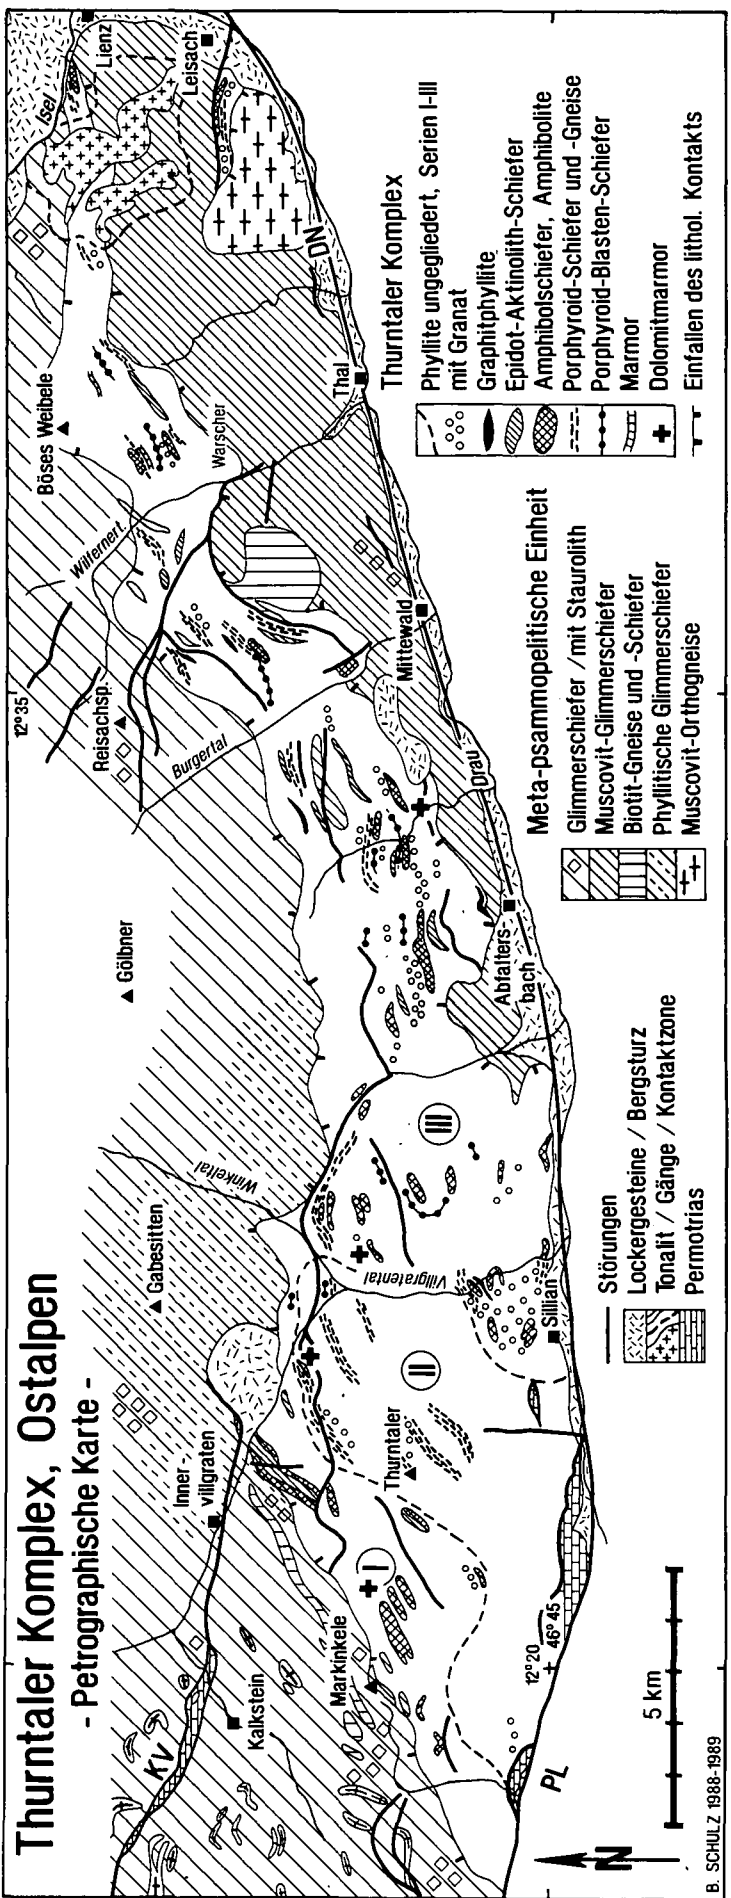 Thurntaler Komplex, Ostalpen
- Petrographische Karte -
KV
Kalkstein
Inner-
villgraten
Gabesitten
Winkeltal
Gölbner
12°35
Reisachsp.
Burgertal
Wilfernert.
Böses Weibele
Warscher
Isel
Lienz
Leisach
Markinkele
I
Thurntaler
II
Villgratental
III
Sillian
Abfalters-
bach
Drau
Mittewald
Thal
DN
PL
12°20
46°45
N
5 km
B. SCHULZ 1988-1989
Störungen
Lockergesteine / Bergsturz
Tonalit / Gänge / Kontaktzone
Permotrias
Meta-psammopelitische Einheit
Glimmerschiefer /mit Staurolith
Muscovit-Glimmerschiefer
Biotit-Gneise und -Schiefer
Phyllitische Glimmerschiefer
Muscovit-Orthogneise
Thurntaler Komplex
Phyllite ungegliedert, Serien I-III
mit Granat
Graphitphyllite
Epidot-Aktinolith-Schiefer
Amphibolschiefer, Amphibolite
Porphyroid-Schiefer und -Gneise
Porphyroid-Blasten-Schiefer
Marmor
Dolomitmarmor
Einfallen des lithol. Kontakts